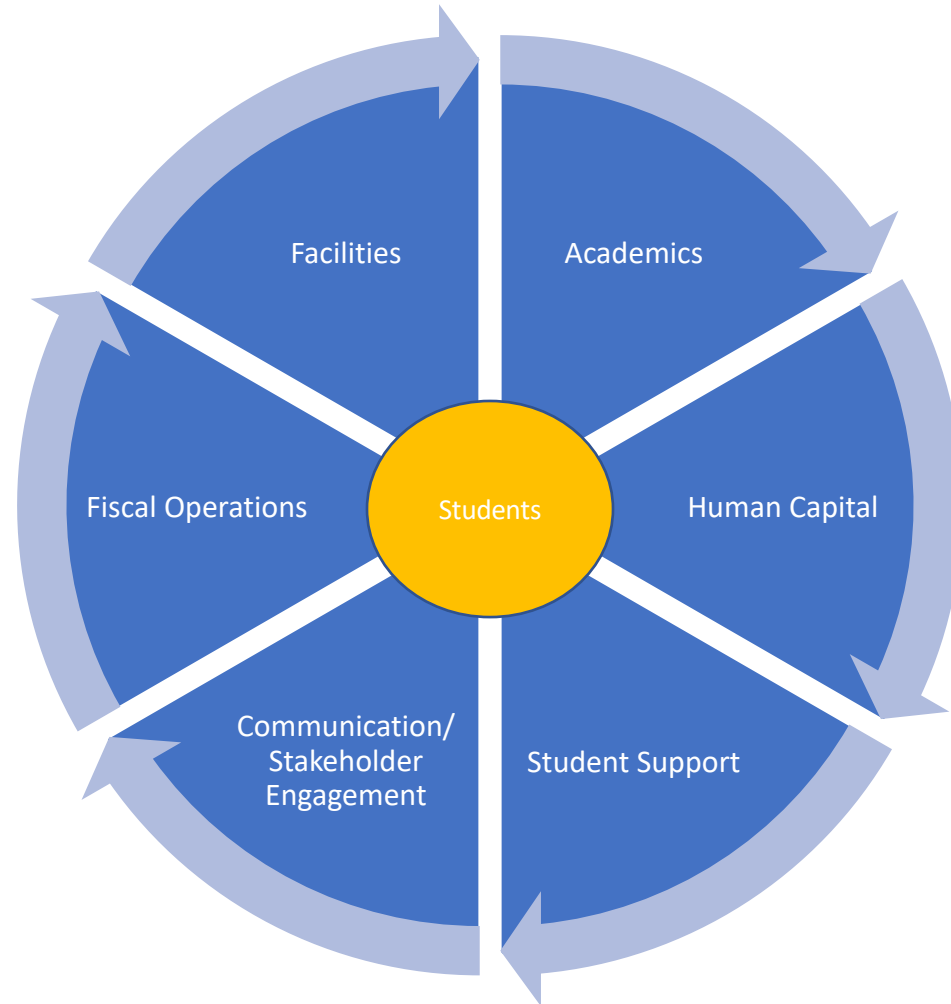 Facilities
Academics
Fiscal Operations
Students
Human Capital
Communication/
Stakeholder
Engagement
Student Support